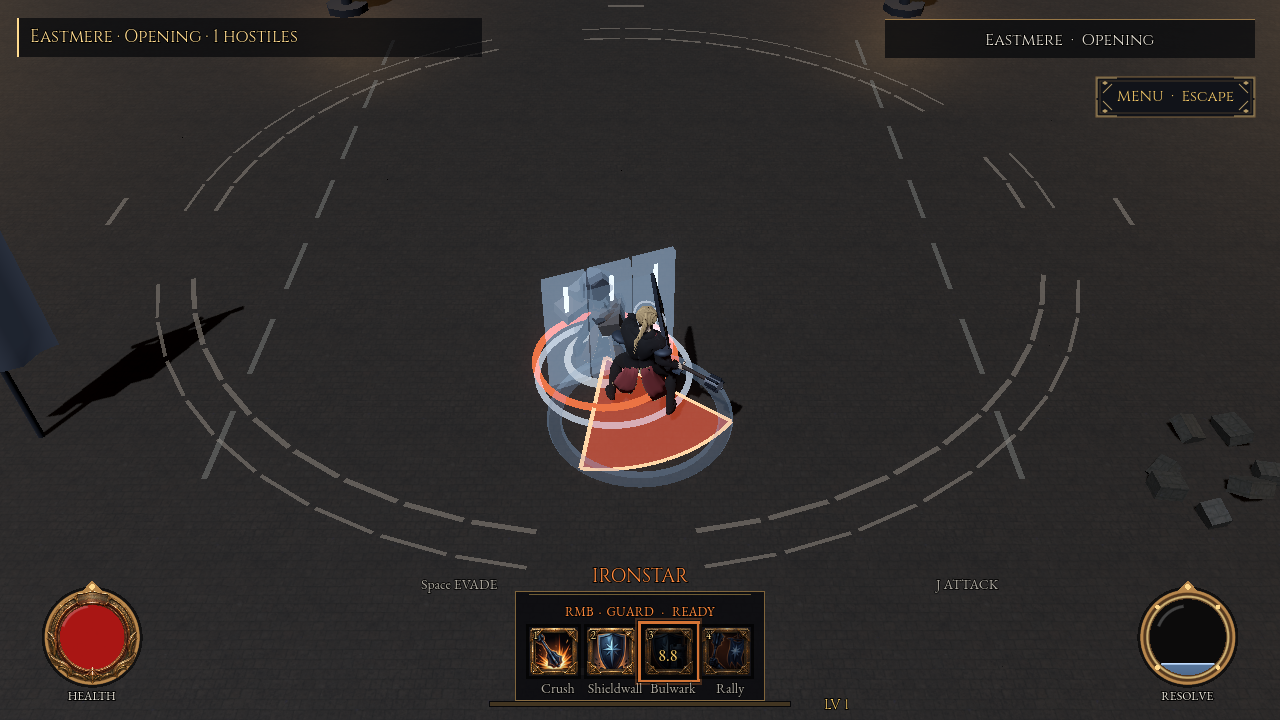 Eastmere · Opening · 1 hostiles
Eastmere · Opening
MENU · Escape
Space EVADE
IRONSTAR
J ATTACK
RMB · GUARD · READY
1 2 3 4
8.8
Crush Shieldwall Bulwark Rally
HEALTH
RESOLVE
LV 1